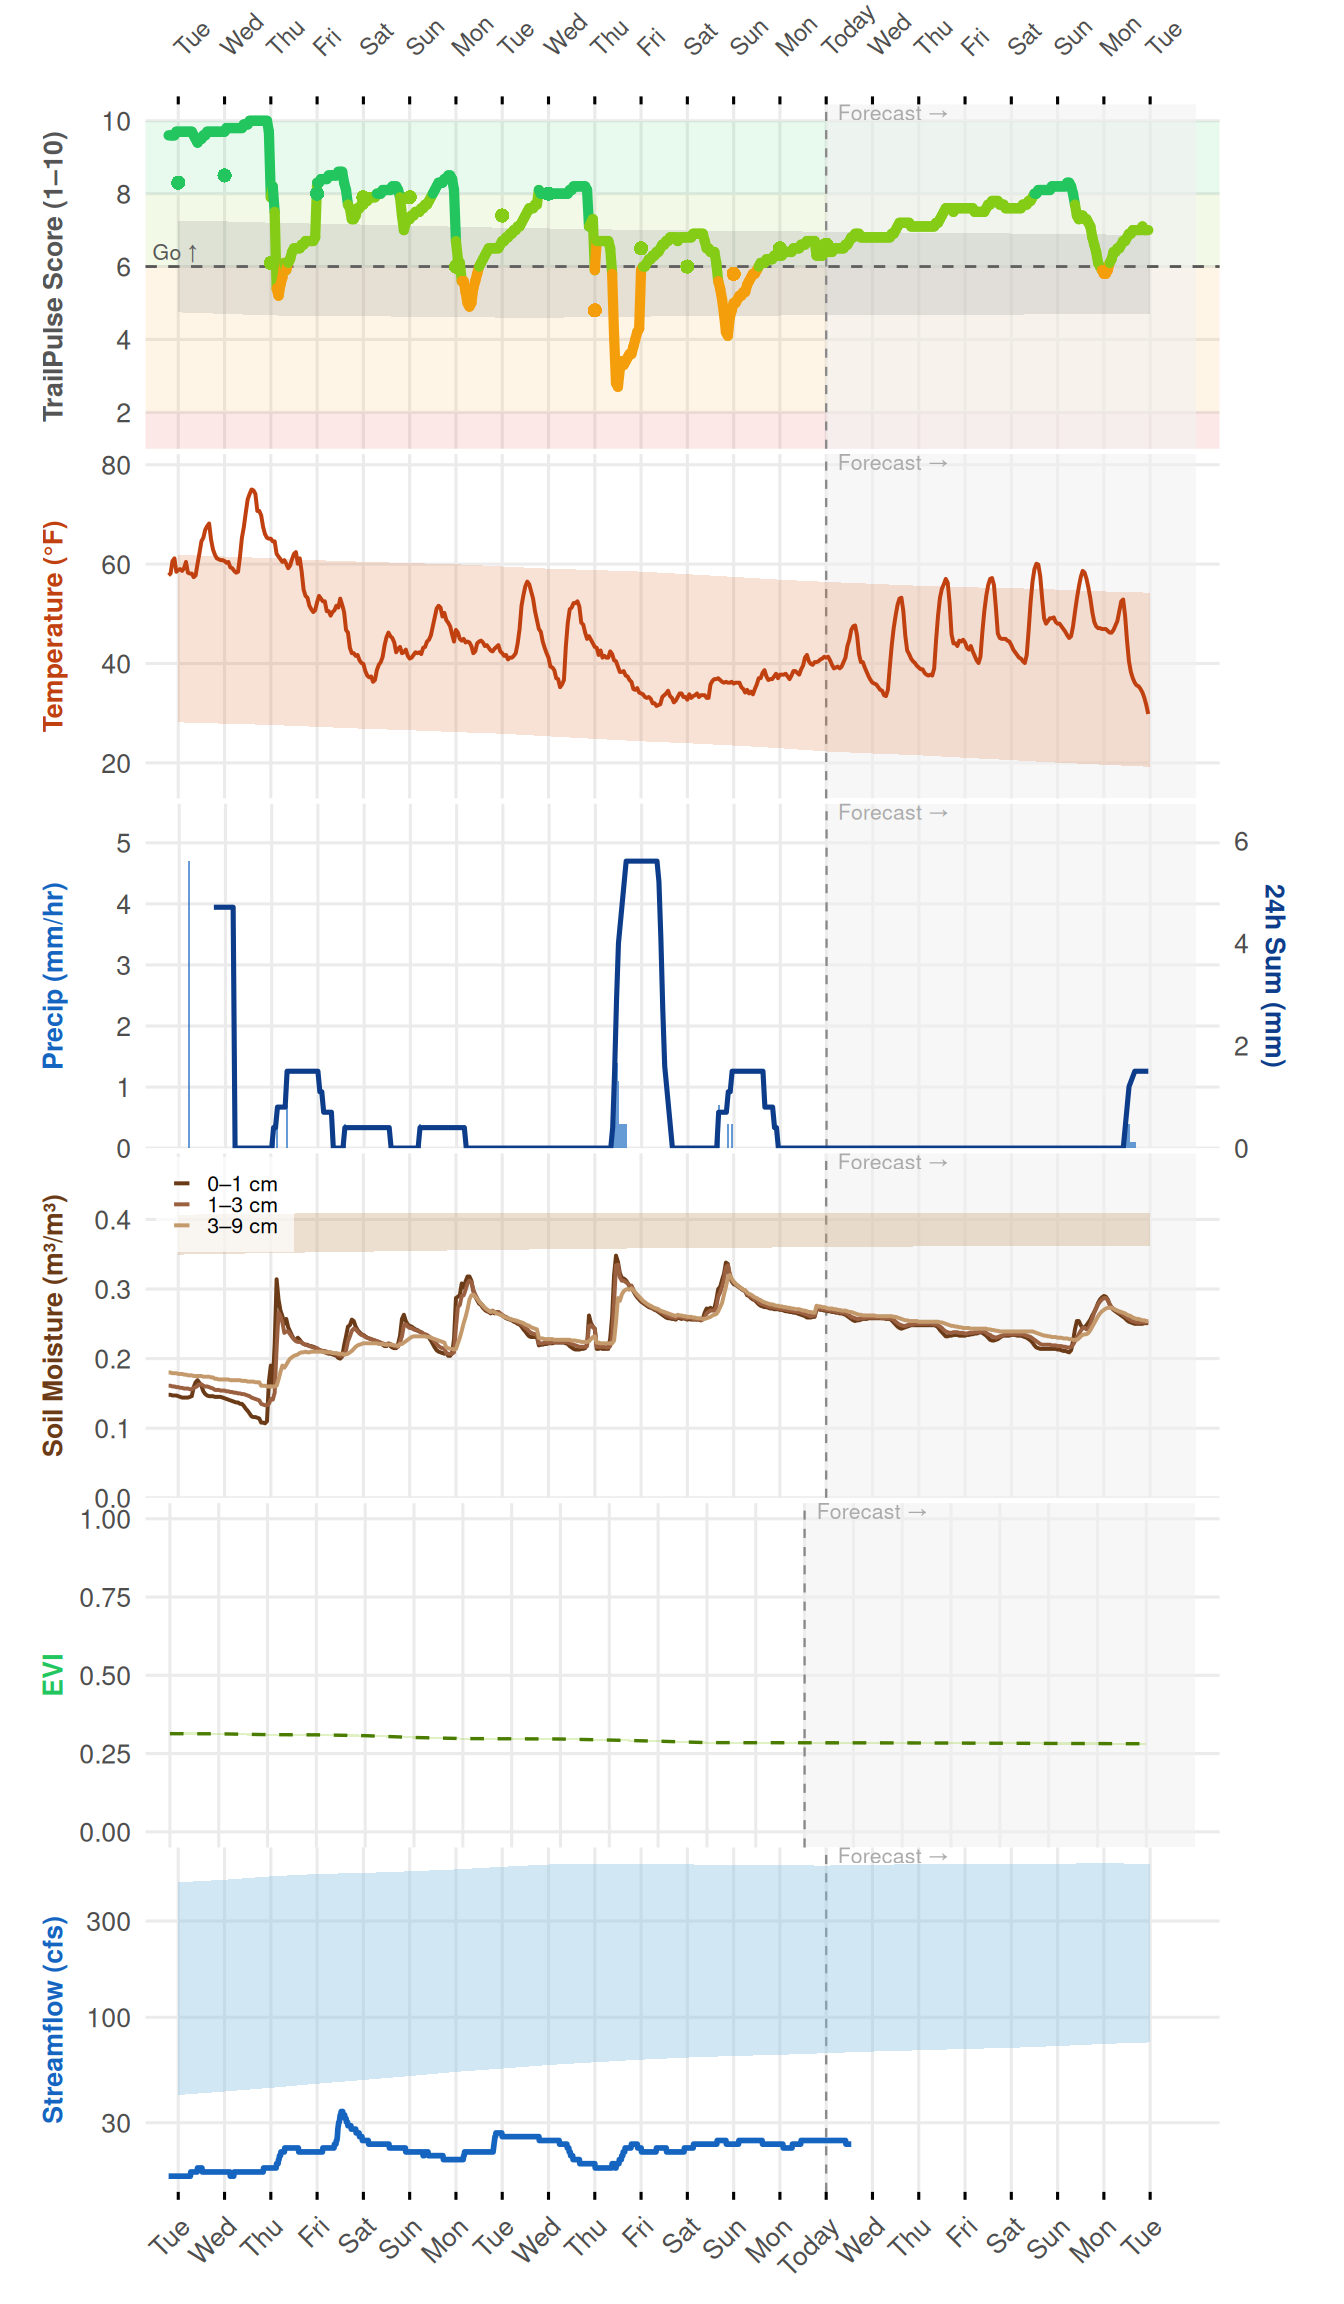 Tue Wed Thu Fri Sat Sun Mon Tue Wed Thu Fri Sat Sun Mon Today Wed Thu Fri Sat Sun Mon Tue
TrailPulse Score (1–10)
Forecast →
10
8
Go ↑
6
4
2
Temperature (°F)
Forecast →
80
60
40
20
Precip (mm/hr)
24h Sum (mm)
Forecast →
5 6
4
4
3
2
2
1
0 0
Soil Moisture (m³/m³)
Forecast →
0–1 cm
1–3 cm
3–9 cm
0.4
0.3
0.2
0.1
0.0
EVI
Forecast →
1.00
0.75
0.50
0.25
0.00
Streamflow (cfs)
Forecast →
300
100
30
Tue Wed Thu Fri Sat Sun Mon Tue Wed Thu Fri Sat Sun Mon Today Wed Thu Fri Sat Sun Mon Tue